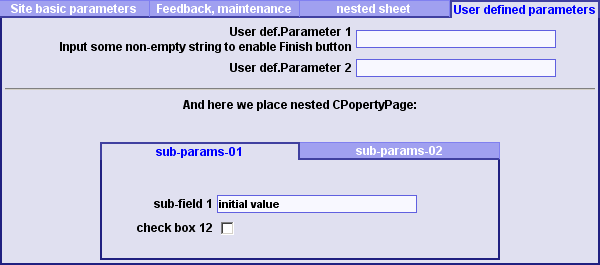 Site basic parameters
Feedback, maintenance
nested sheet
User defined parameters
User def.Parameter 1
Input some non-empty string to enable Finish button
User def.Parameter 2
And here we place nested CPopertyPage:
sub-params-01
sub-params-02
sub-field 1
initial value
check box 12